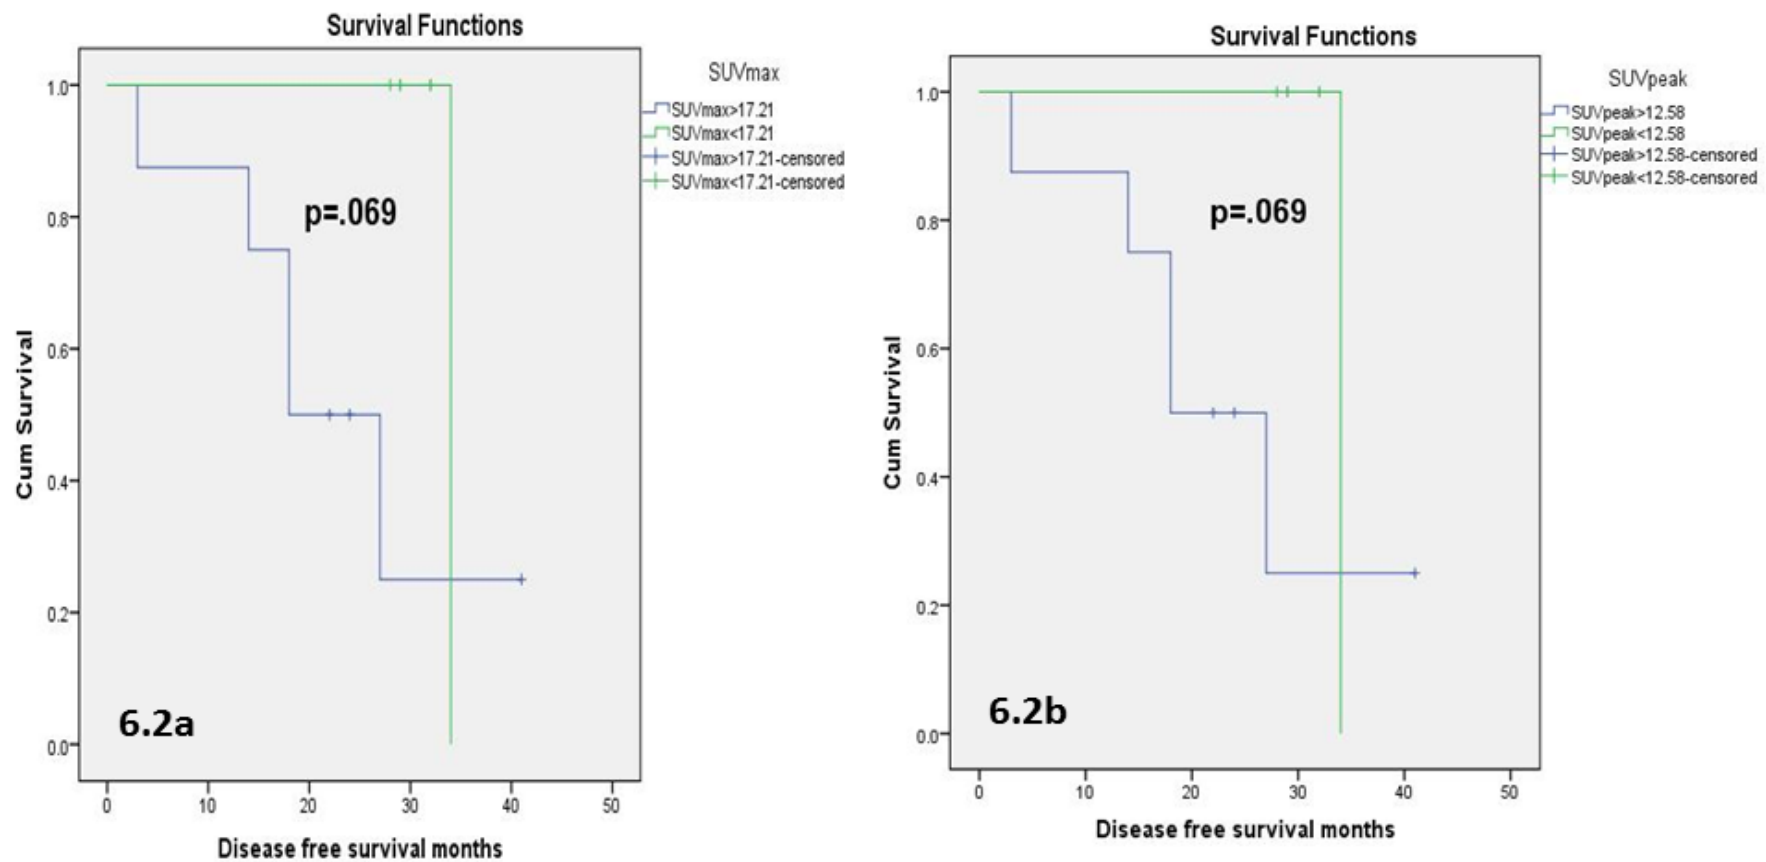 Survival Functions
SUVmax
SUVmax>17.21
SUVmax<17.21
SUVmax>17.21-censored
SUVmax<17.21-censored
p=.069
Cum Survival
1.0
0.8
0.6
0.4
0.2
0.0
6.2a
0 10 20 30 40 50
Disease free survival months
Survival Functions
SUVpeak
SUVpeak>12.58
SUVpeak<12.58
SUVpeak>12.58-censored
SUVpeak<12.58-censored
p=.069
Cum Survival
1.0
0.8
0.6
0.4
0.2
0.0
6.2b
0 10 20 30 40 50
Disease free survival months